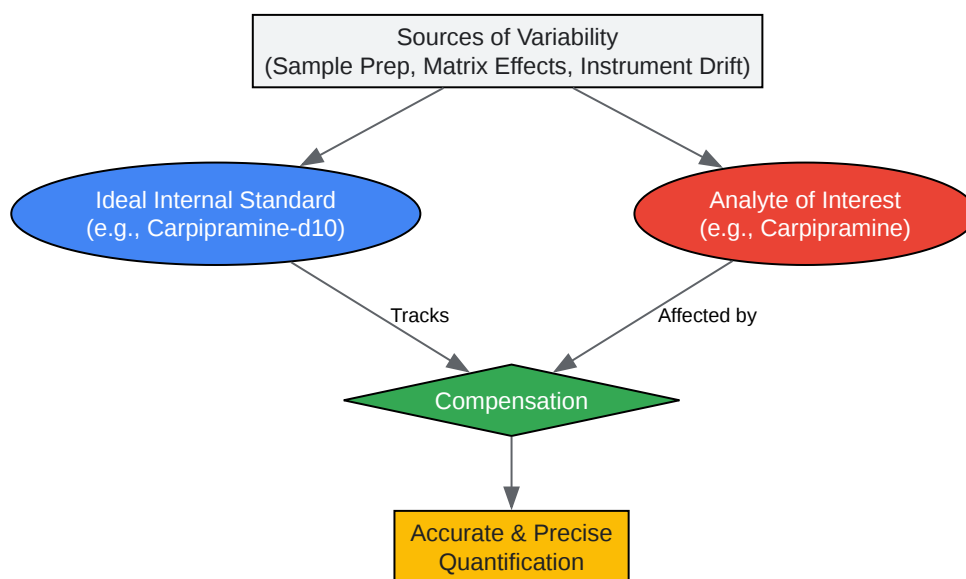 Sources of Variability
(Sample Prep, Matrix Effects, Instrument Drift)
Ideal Internal Standard
(e.g., Carpipramine-d10)
Analyte of Interest
(e.g., Carpipramine)
Tracks
Affected by
Compensation
Accurate & Precise
Quantification